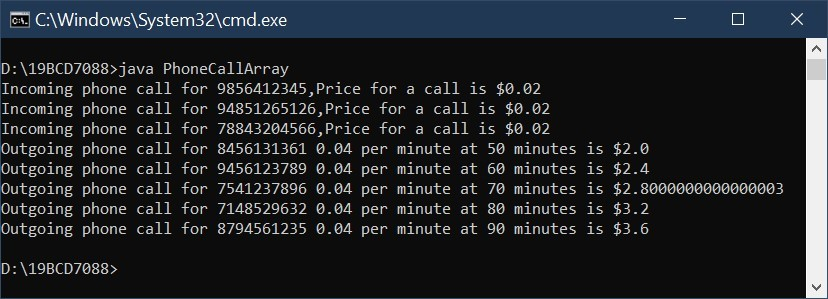 C:\Windows\System32\cmd.exe
D:\19BCD7088>java PhoneCallArray
Incoming phone call for 9856412345,Price for a call is $0.02
Incoming phone call for 94851265126,Price for a call is $0.02
Incoming phone call for 78843204566,Price for a call is $0.02
Outgoing phone call for 8456131361 0.04 per minute at 50 minutes is $2.0
Outgoing phone call for 9456123789 0.04 per minute at 60 minutes is $2.4
Outgoing phone call for 7541237896 0.04 per minute at 70 minutes is $2.8000000000000003
Outgoing phone call for 7148529632 0.04 per minute at 80 minutes is $3.2
Outgoing phone call for 8794561235 0.04 per minute at 90 minutes is $3.6
D:\19BCD7088>